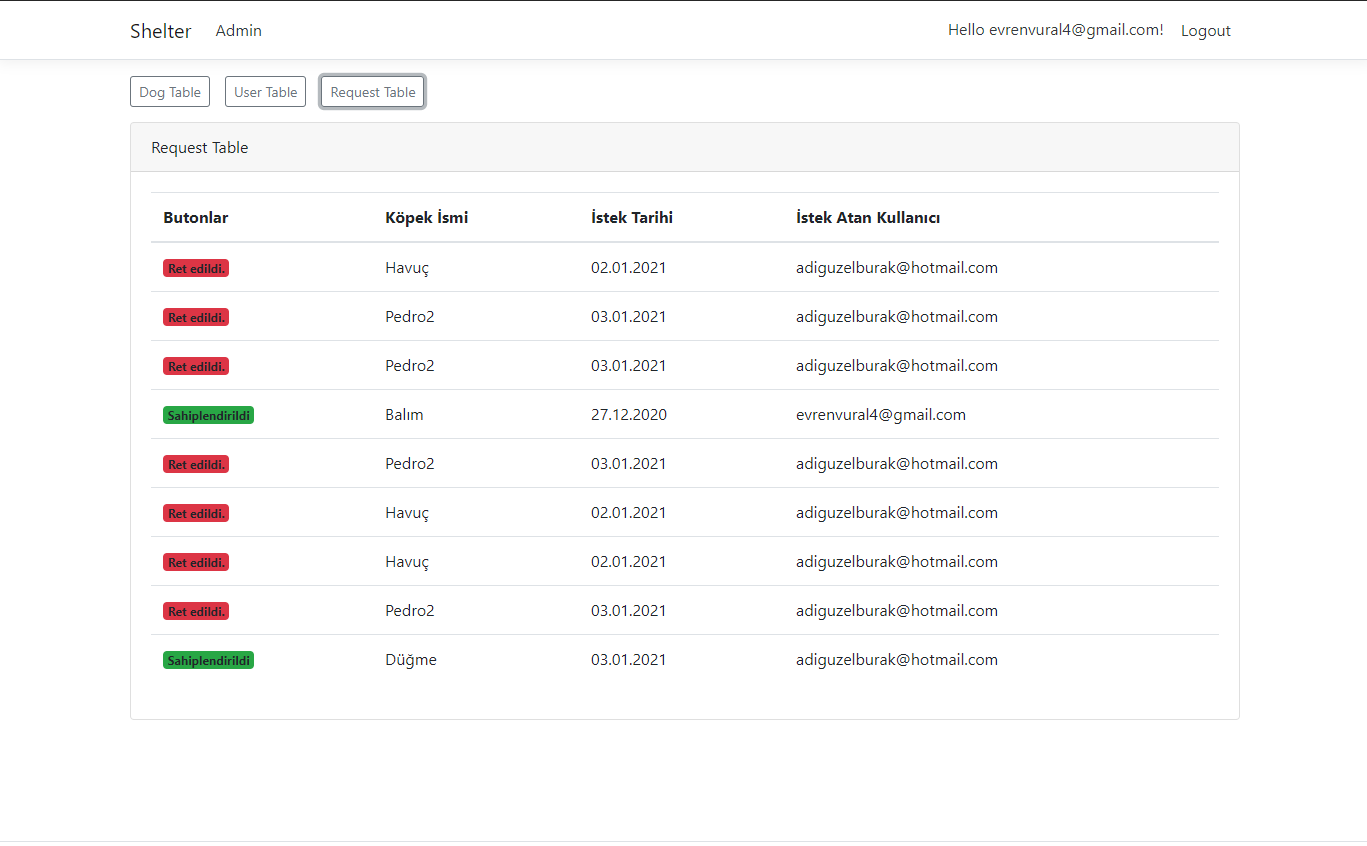 Shelter Admin Hello evrenvural4@gmail.com! Logout
Dog Table User Table Request Table
Request Table
Butonlar Köpek İsmi İstek Tarihi İstek Atan Kullanıcı
Ret edildi. Havuç 02.01.2021 adiguzelburak@hotmail.com
Ret edildi. Pedro2 03.01.2021 adiguzelburak@hotmail.com
Ret edildi. Pedro2 03.01.2021 adiguzelburak@hotmail.com
Sahiplendirildi Balım 27.12.2020 evrenvural4@gmail.com
Ret edildi. Pedro2 03.01.2021 adiguzelburak@hotmail.com
Ret edildi. Havuç 02.01.2021 adiguzelburak@hotmail.com
Ret edildi. Havuç 02.01.2021 adiguzelburak@hotmail.com
Ret edildi. Pedro2 03.01.2021 adiguzelburak@hotmail.com
Sahiplendirildi Düğme 03.01.2021 adiguzelburak@hotmail.com